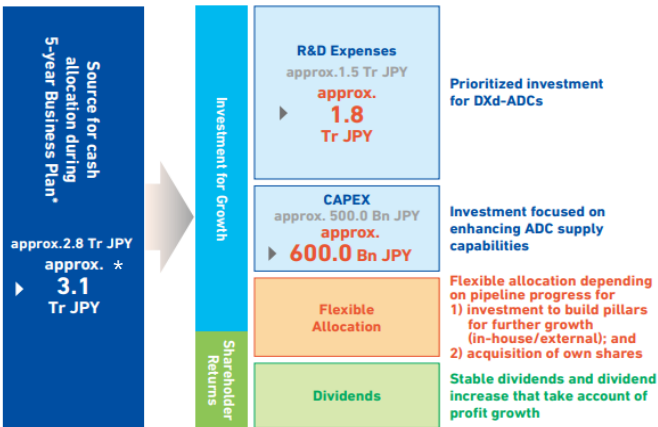 Source for cash
allocation during
5-year Business Plan*
approx.2.8 Tr JPY
approx. *
3.1
Tr JPY
Investment for Growth
Shareholder
Returns
R&D Expenses
approx.1.5 Tr JPY
approx.
1.8
Tr JPY
Prioritized investment
for DXd-ADCs
CAPEX
approx. 500.0 Bn JPY
approx.
600.0 Bn JPY
Investment focused on
enhancing ADC supply
capabilities
Flexible
Allocation
Flexible allocation depending
on pipeline progress for
1) investment to build pillars
for further growth
(in-house/external); and
2) acquisition of own shares
Dividends
Stable dividends and dividend
increase that take account of
profit growth